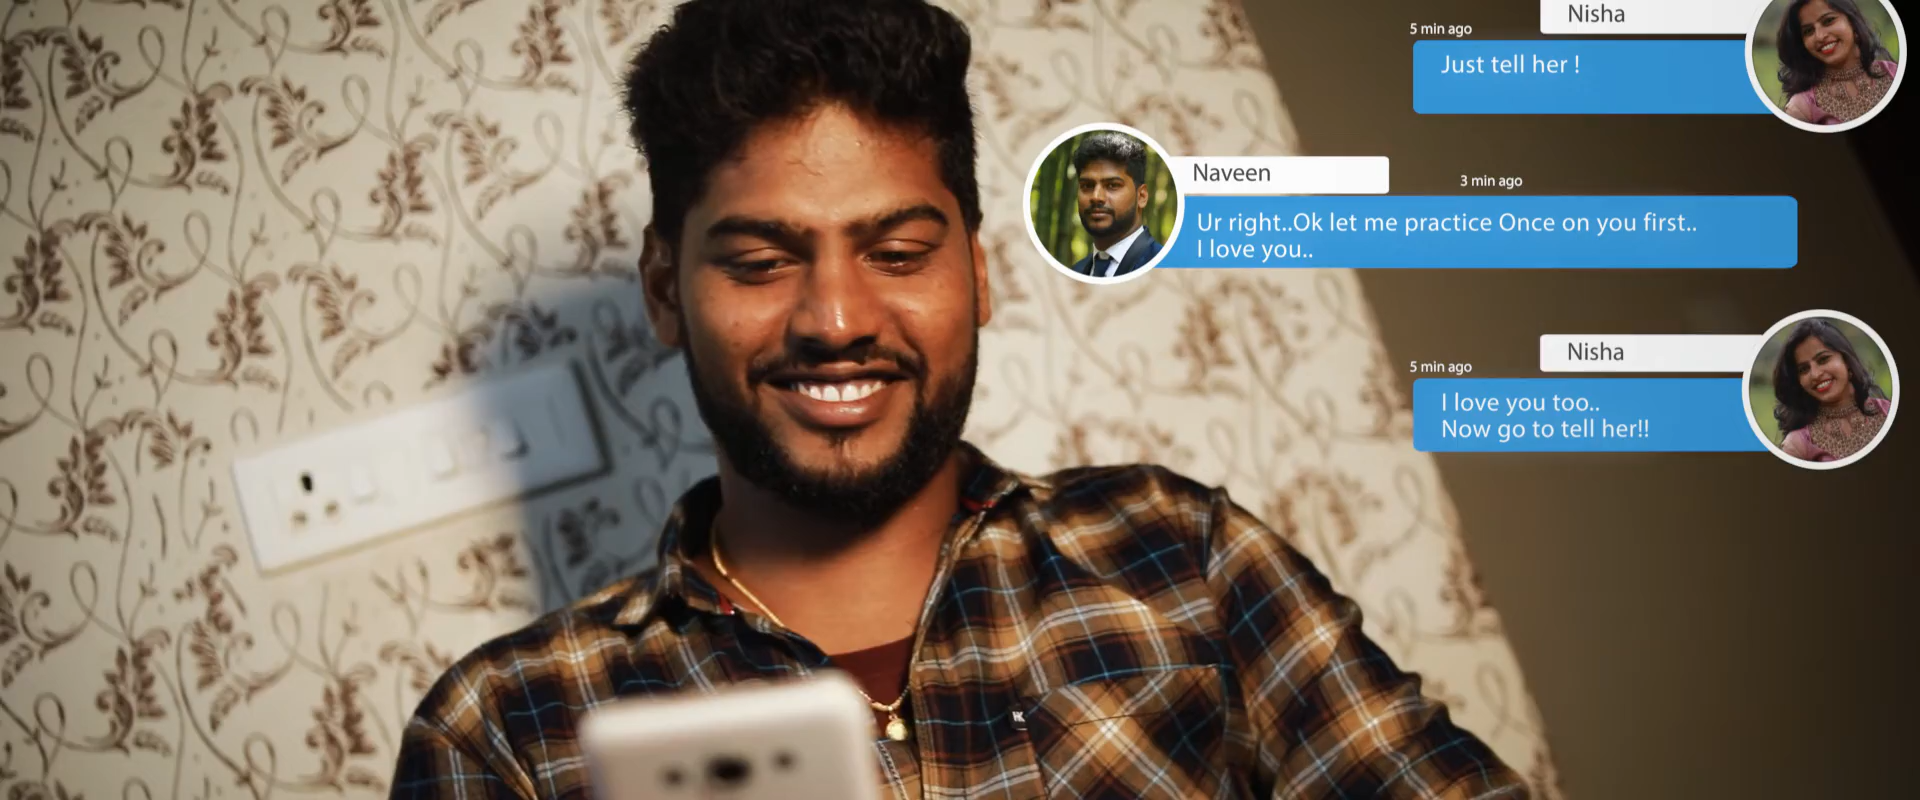 Nisha
5 min ago
Just tell her !
Naveen
3 min ago
Ur right..Ok let me practice Once on you first..
I love you..
Nisha
5 min ago
I love you too..
Now go to tell her!!